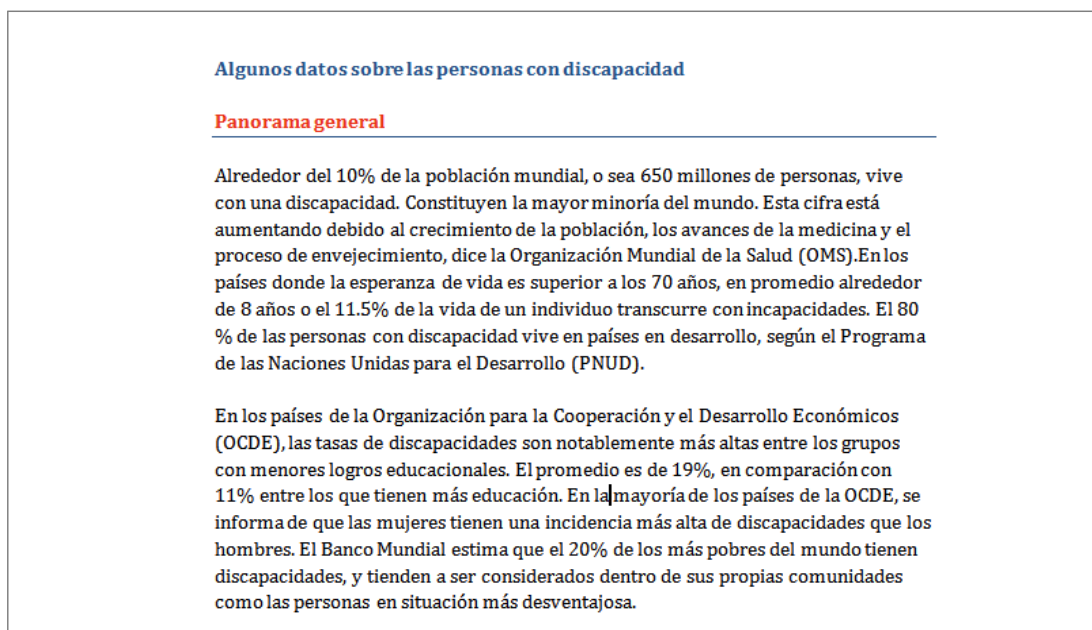 Algunos datos sobre las personas con discapacidad
Panorama general
Alrededor del 10% de la población mundial, o sea 650 millones de personas, vive
con una discapacidad. Constituyen la mayor minoría del mundo. Esta cifra está
aumentando debido al crecimiento de la población, los avances de la medicina y el
proceso de envejecimiento, dice la Organización Mundial de la Salud (OMS).En los
países donde la esperanza de vida es superior a los 70 años, en promedio alrededor
de 8 años o el 11.5% de la vida de un individuo transcurre con incapacidades. El 80
% de las personas con discapacidad vive en países en desarrollo, según el Programa
de las Naciones Unidas para el Desarrollo (PNUD).
En los países de la Organización para la Cooperación y el Desarrollo Económicos
(OCDE), las tasas de discapacidades son notablemente más altas entre los grupos
con menores logros educacionales. El promedio es de 19%, en comparación con
11% entre los que tienen más educación. En la mayoría de los países de la OCDE, se
informa de que las mujeres tienen una incidencia más alta de discapacidades que los
hombres. El Banco Mundial estima que el 20% de los más pobres del mundo tienen
discapacidades, y tienden a ser considerados dentro de sus propias comunidades
como las personas en situación más desventajosa.